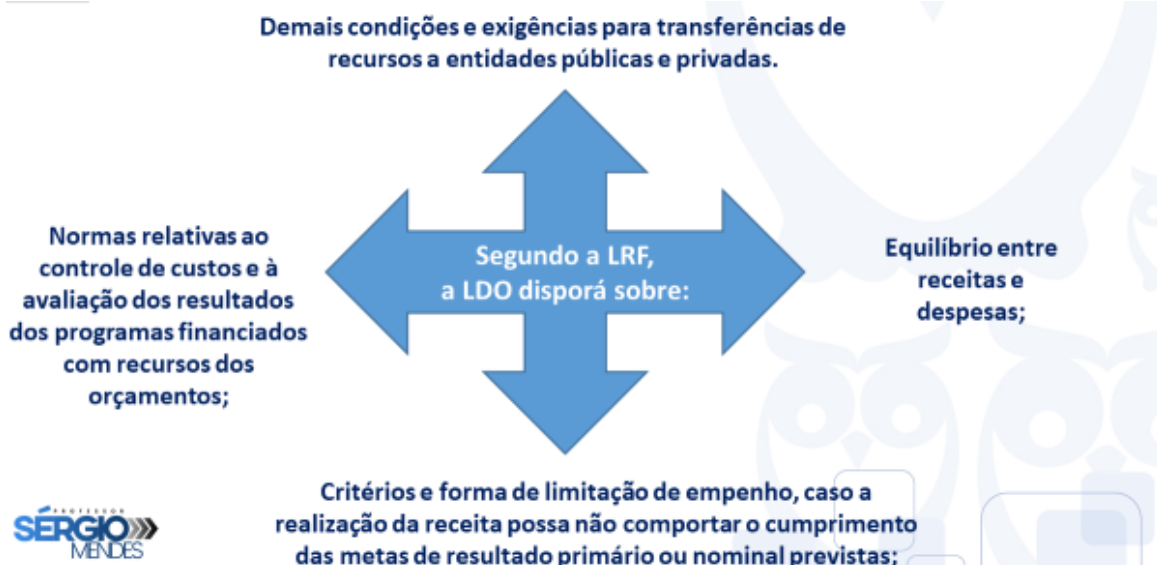 Demais condições e exigências para transferências de
recursos a entidades públicas e privadas.
Normas relativas ao
controle de custos e à
avaliação dos resultados
dos programas financiados
com recursos dos
orçamentos;
Segundo a LRF,
a LDO disporá sobre:
Equilíbrio entre
receitas e
despesas;
Critérios e forma de limitação de empenho, caso a
realização da receita possa não comportar o cumprimento
das metas de resultado primário ou nominal previstas;
PROFESSOR
SÉRGIO
MENDES